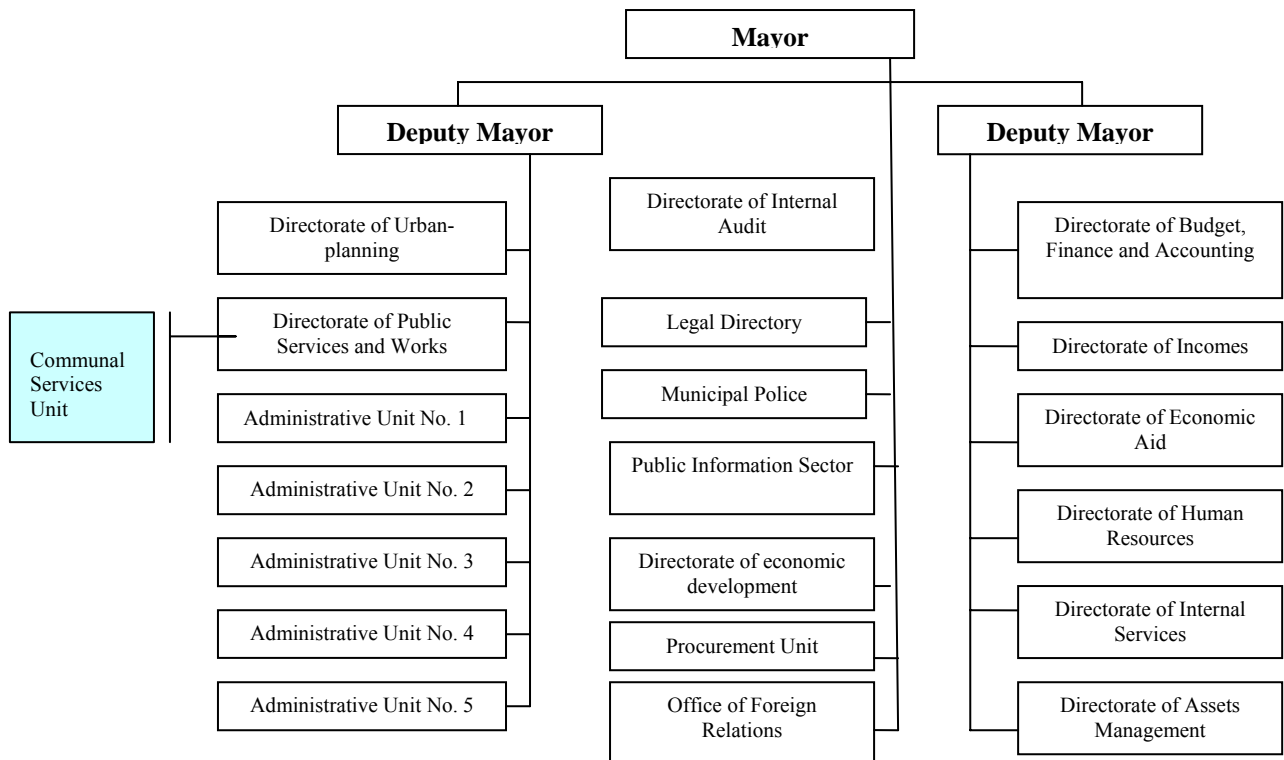 Mayor
Deputy Mayor
Directorate of Urban-
planning
Directorate of Public
Services and Works
Communal
Services
Unit
Administrative Unit No. 1
Administrative Unit No. 2
Administrative Unit No. 3
Administrative Unit No. 4
Administrative Unit No. 5
Directorate of Internal
Audit
Legal Directory
Municipal Police
Public Information Sector
Directorate of economic
development
Procurement Unit
Office of Foreign
Relations
Deputy Mayor
Directorate of Budget,
Finance and Accounting
Directorate of Incomes
Directorate of Economic
Aid
Directorate of Human
Resources
Directorate of Internal
Services
Directorate of Assets
Management